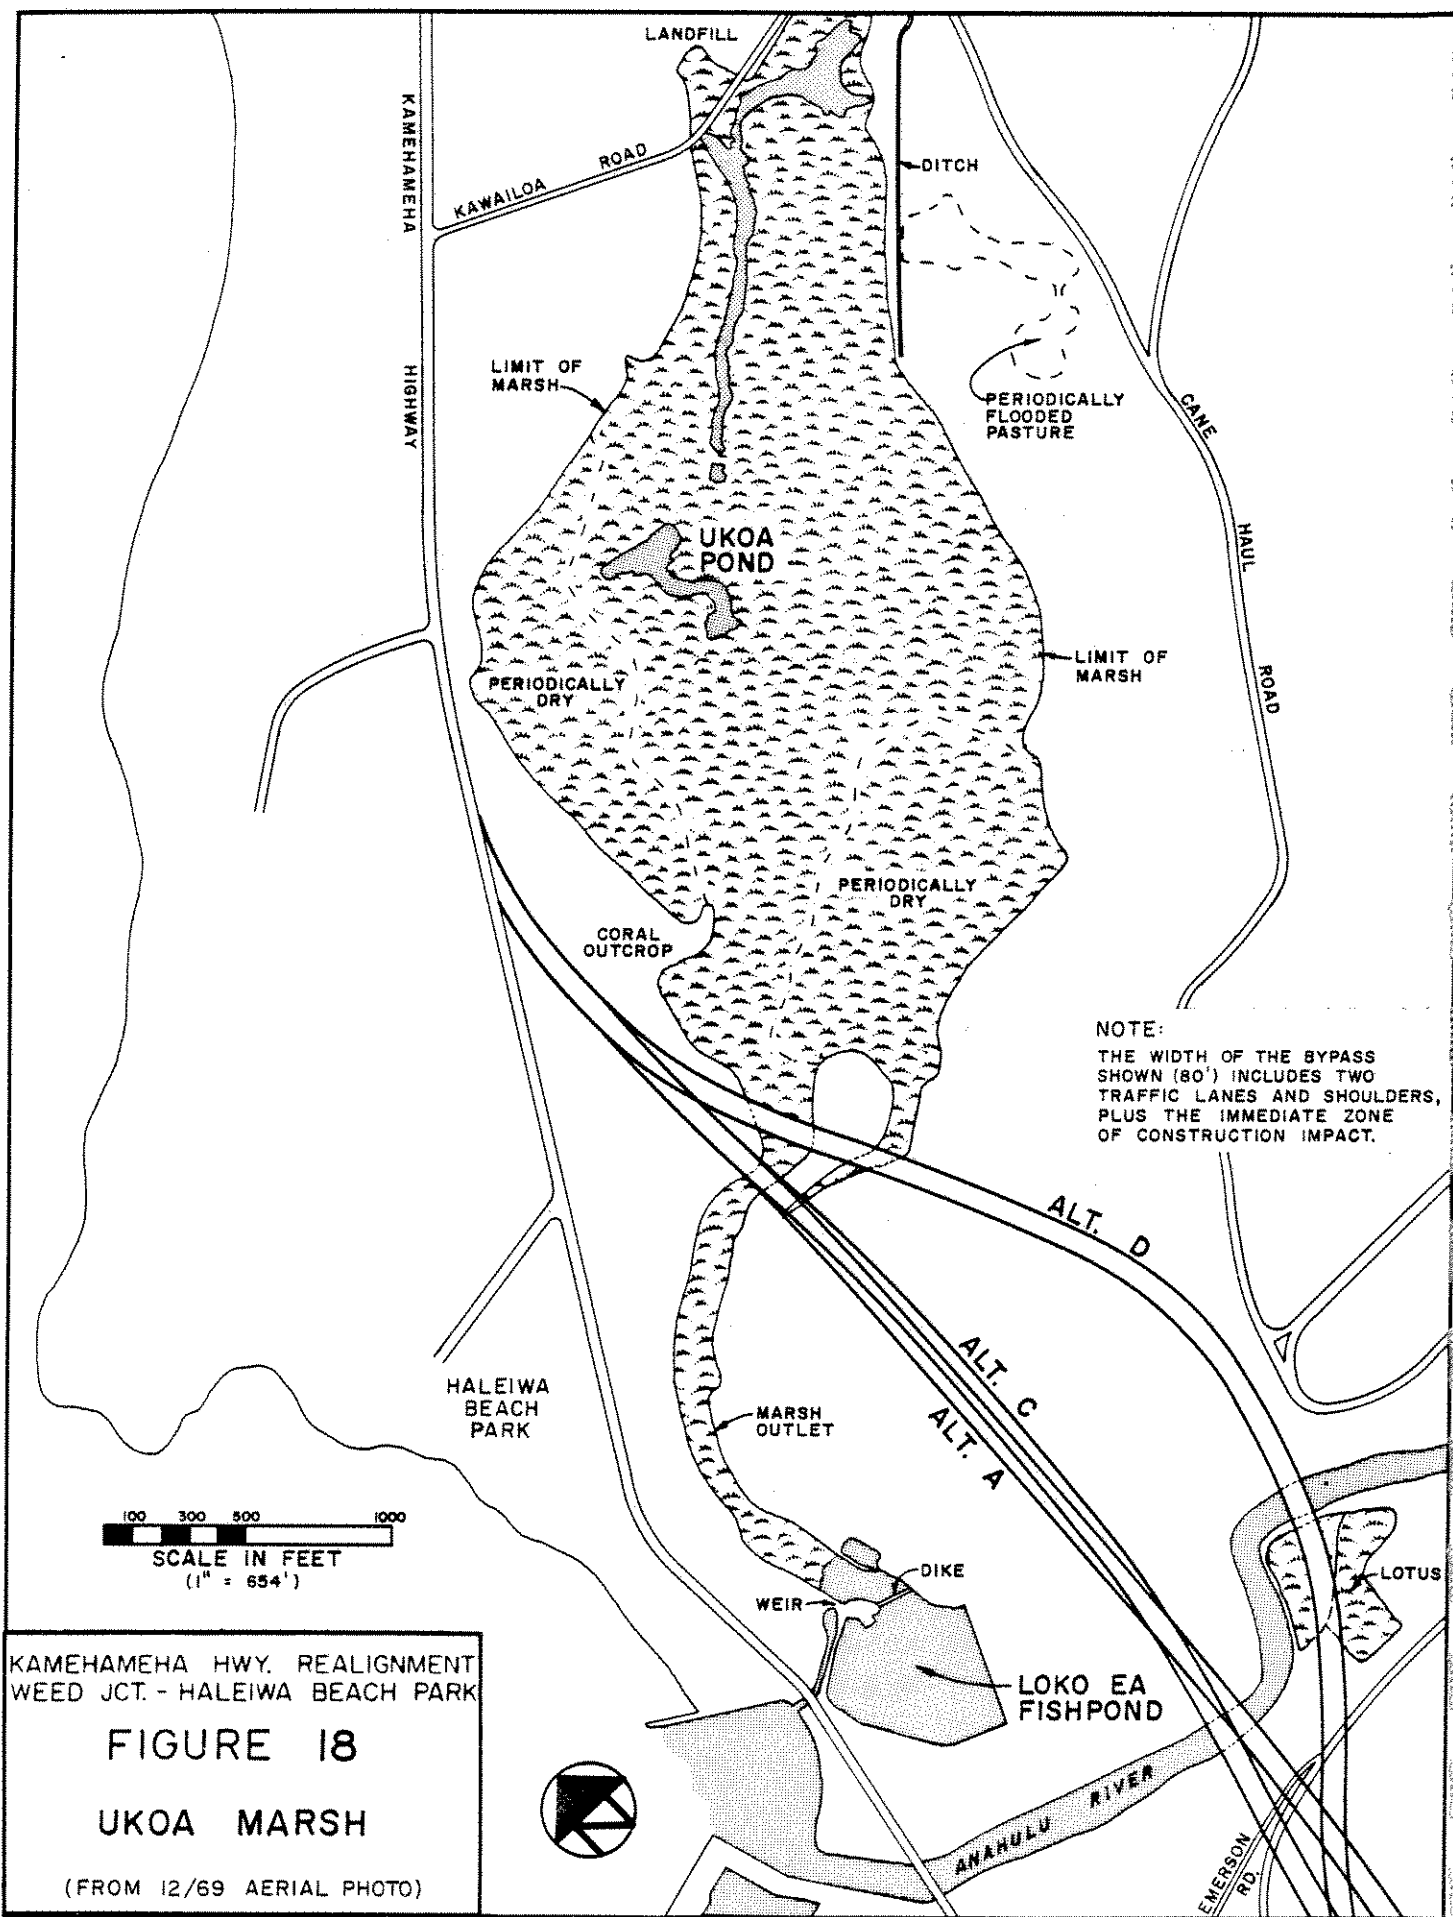 LANDFILL
KAMEHAMEHA
HIGHWAY
KAWAILOA
ROAD
DITCH
LIMIT OF
MARSH
PERIODICALLY
FLOODED
PASTURE
CANE
HAUL
ROAD
UKOA
POND
LIMIT OF
MARSH
PERIODICALLY
DRY
PERIODICALLY
DRY
CORAL
OUTCROP
NOTE:
THE WIDTH OF THE BYPASS
SHOWN (80') INCLUDES TWO
TRAFFIC LANES AND SHOULDERS,
PLUS THE IMMEDIATE ZONE
OF CONSTRUCTION IMPACT.
ALT. D
ALT. C
ALT. A
HALEIWA
BEACH
PARK
MARSH
OUTLET
100 300 500 1000
SCALE IN FEET
(1" = 654')
DIKE
WEIR
LOTUS
LOKO EA
FISHPOND
ANAHULU RIVER
EMERSON
RD.
KAMEHAMEHA HWY. REALIGNMENT
WEED JCT. - HALEIWA BEACH PARK
FIGURE 18
UKOA MARSH
(FROM 12/69 AERIAL PHOTO)